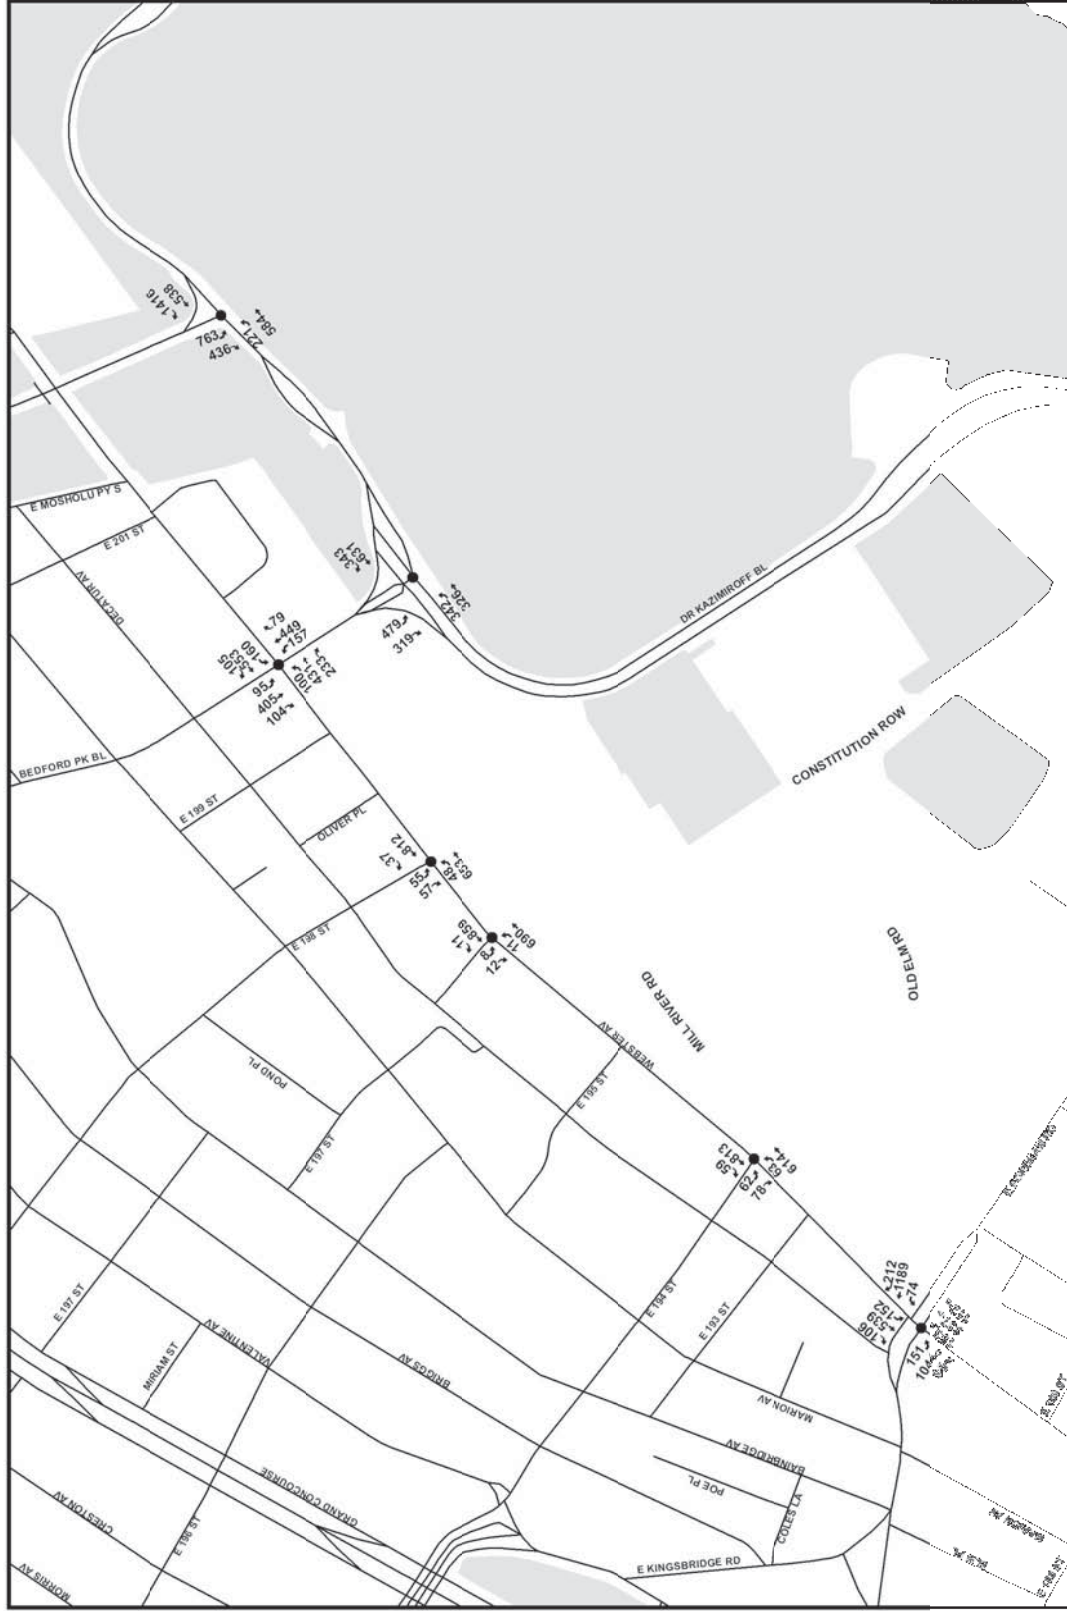 1416
538
763
436
221
584
E MOSHOLU PY S
E 201 ST
DECATUR AV
343
631
342
326
479
319
DR KAZIMIROFF BL
79
449
157
160
553
105
95
405
104
100
431
233
BEDFORD PK BL
E 199 ST
OLIVER PL
CONSTITUTION ROW
37
812
55
57
48
653
E 198 ST
11
859
8
12
11
690
OLD ELM RD
MILL RIVER RD
WEBSTER AV
POND PL
E 195 ST
E 197 ST
59
813
62
78
63
614
E 197 ST
MIRIAM ST
VALENTINE AV
BRIGGS AV
E 194 ST
E 193 ST
212
1189
74
152
539
106
151
MARION AV
BAINBRIDGE AV
POE PL
COLES LA
GRAND CONCOURSE
CRESTON AV
E 196 ST
MORRIS AV
E KINGSBRIDGE RD